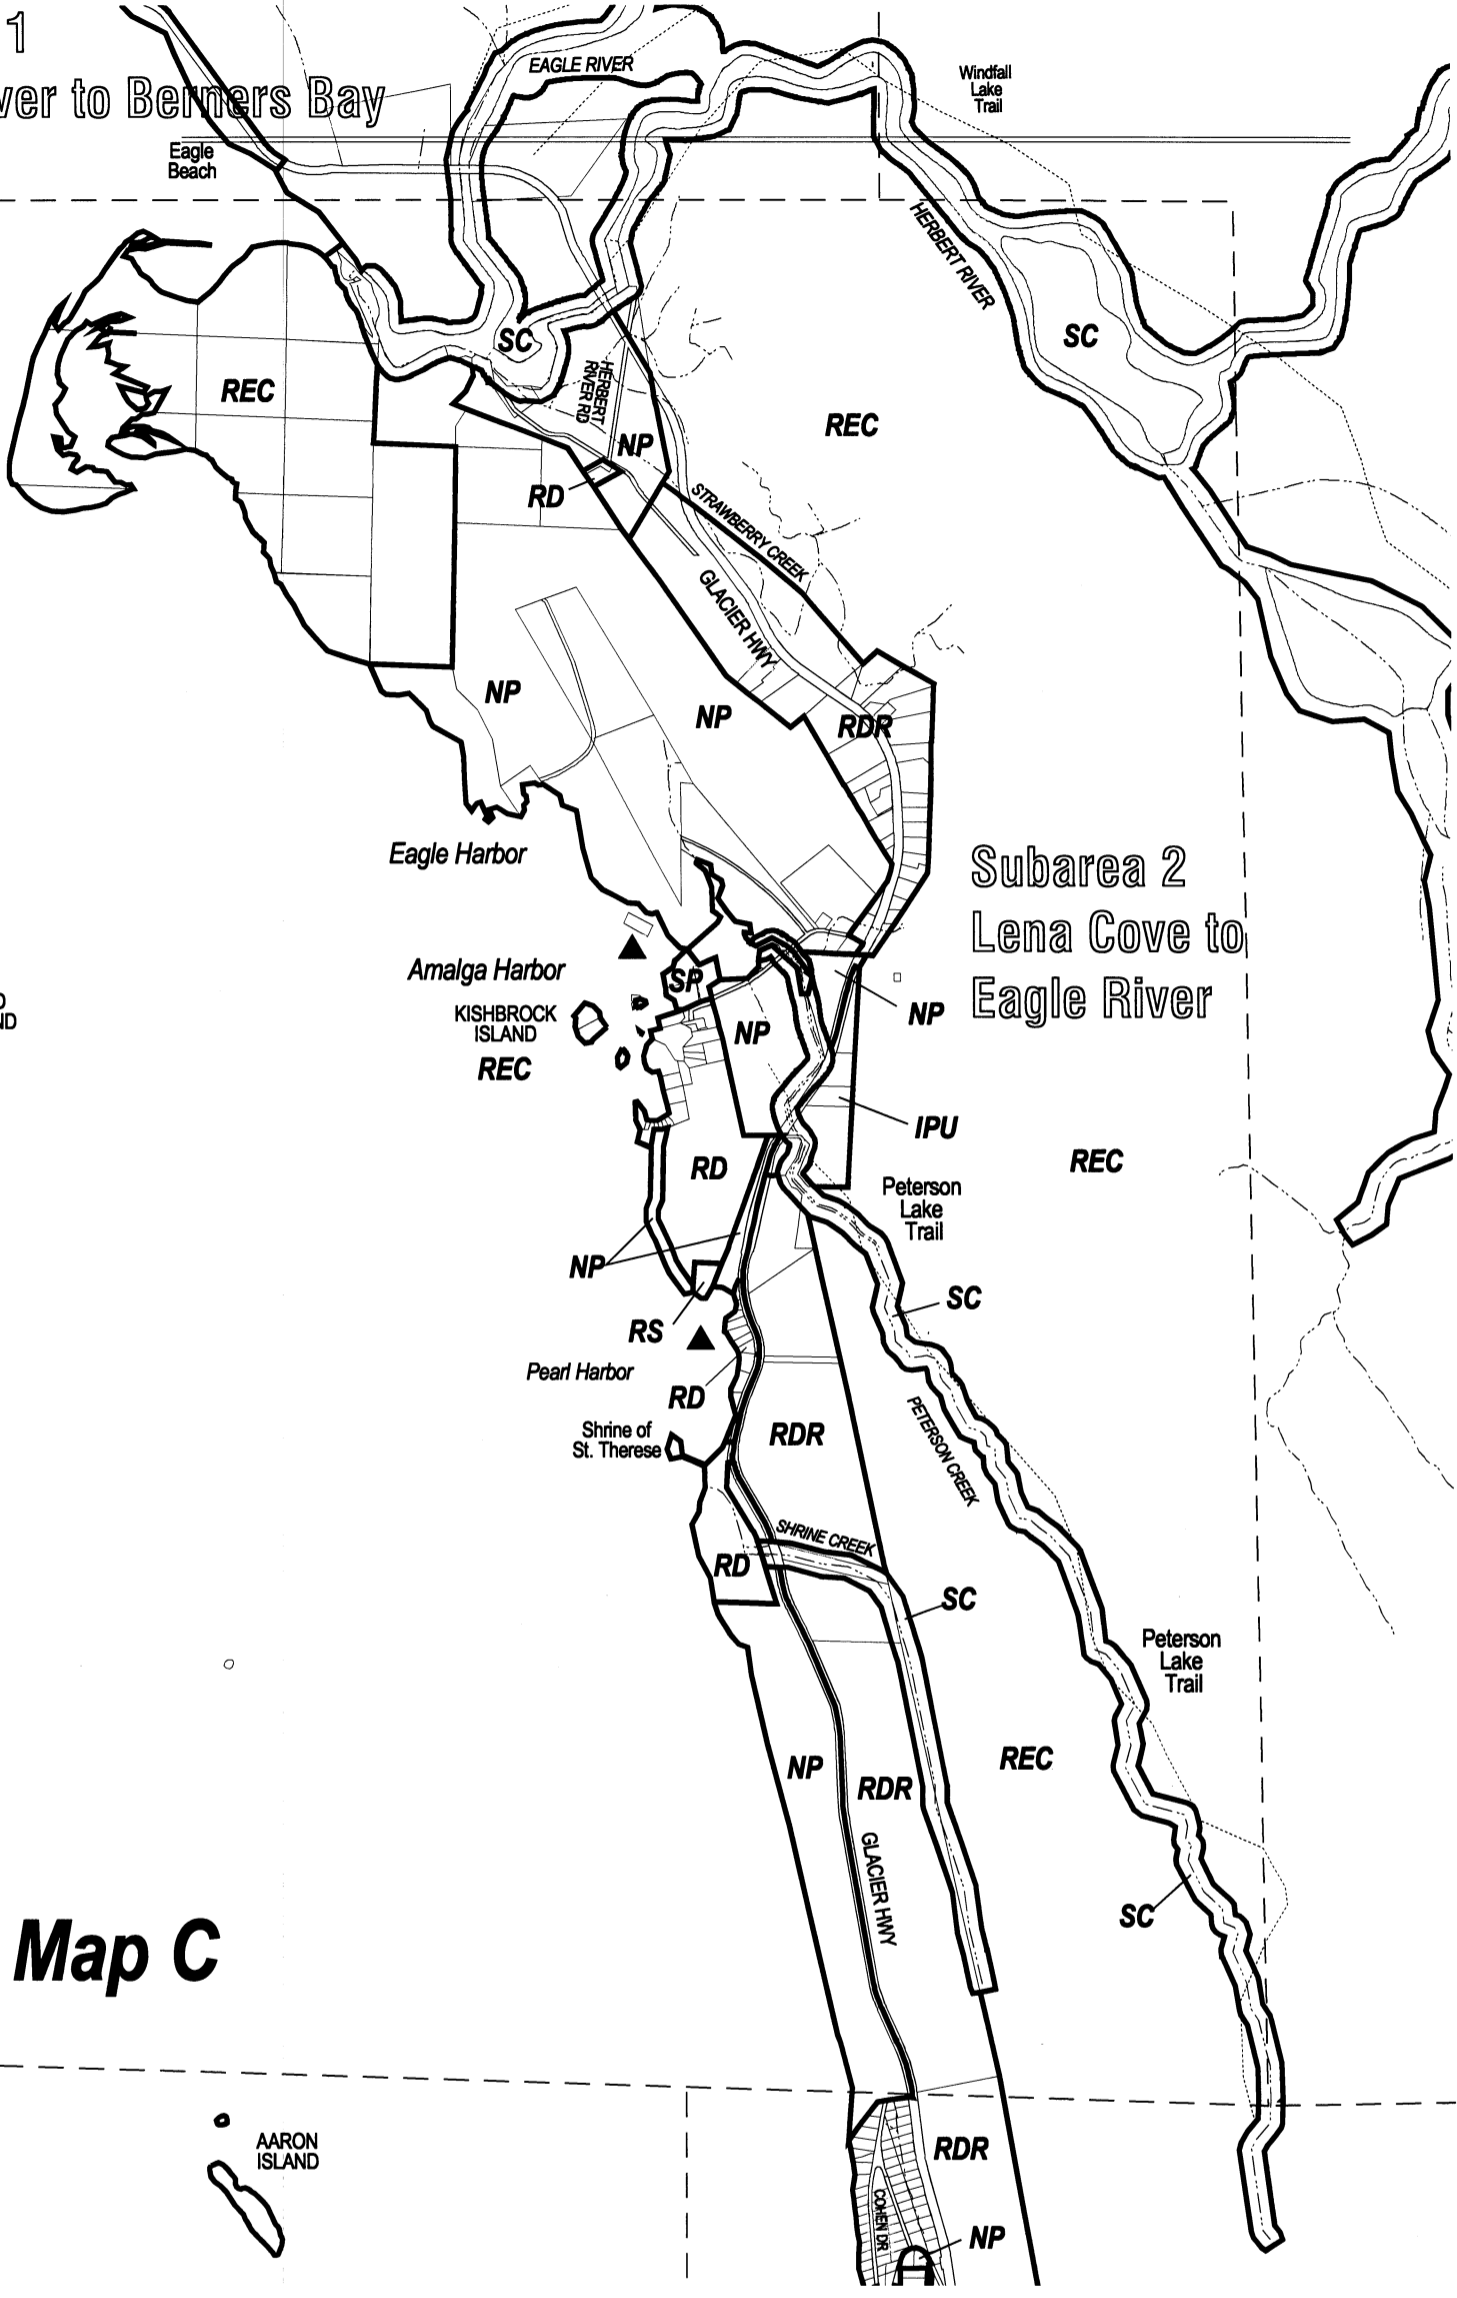 1
ver to Berners Bay
EAGLE RIVER
Windfall
Lake
Trail
Eagle
Beach
HERBERT RIVER
SC
SC
HERBERT
RIVER RD
REC
REC
NP
RD
STRAWBERRY CREEK
GLACIER HWY
NP
NP
RDR
Eagle Harbor
Subarea 2
Lena Cove to
Eagle River
Amalga Harbor
SP
KISHBROCK
ISLAND
NP
NP
ND
REC
IPU
RD
REC
Peterson
Lake
Trail
NP
SC
RS
Pearl Harbor
RD
Shrine of
St. Therese
RDR
PETERSON CREEK
SHRINE CREEK
RD
SC
Peterson
Lake
Trail
NP
RDR
REC
GLACIER HWY
SC
Map C
AARON
ISLAND
RDR
COHEN DR
NP